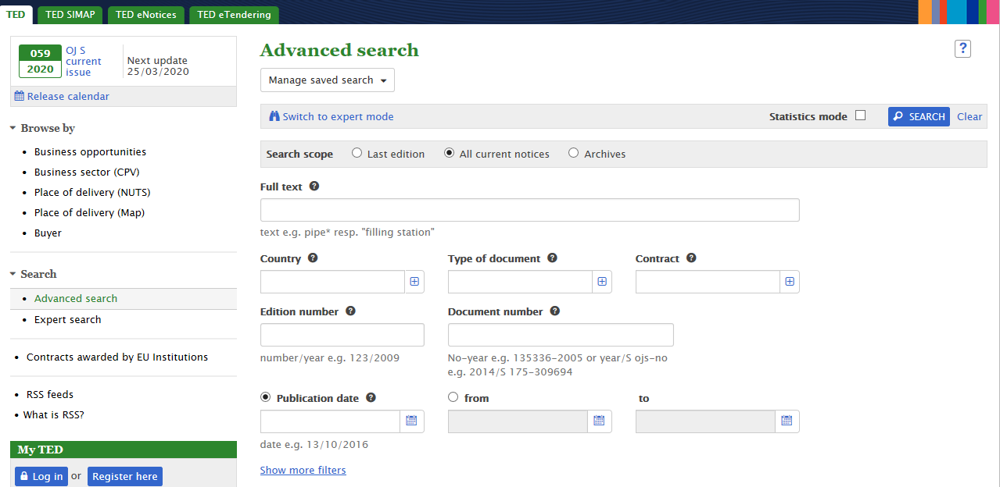 TED
TED SIMAP
TED eNotices
TED eTendering
059
2020
OJ S
current
issue
Next update
25/03/2020
Release calendar
Browse by
Business opportunities
Business sector (CPV)
Place of delivery (NUTS)
Place of delivery (Map)
Buyer
Search
Advanced search
Expert search
Contracts awarded by EU Institutions
RSS feeds
What is RSS?
My TED
Log in or Register here
Advanced search
?
Manage saved search
Switch to expert mode
Statistics mode
SEARCH
Clear
Search scope
Last edition
All current notices
Archives
Full text ?
text e.g. pipe* resp. "filling station"
Country ?
Type of document ?
Contract ?
Edition number ?
Document number ?
number/year e.g. 123/2009
No-year e.g. 135336-2005 or year/S ojs-no
e.g. 2014/S 175-309694
Publication date ?
from
to
date e.g. 13/10/2016
Show more filters